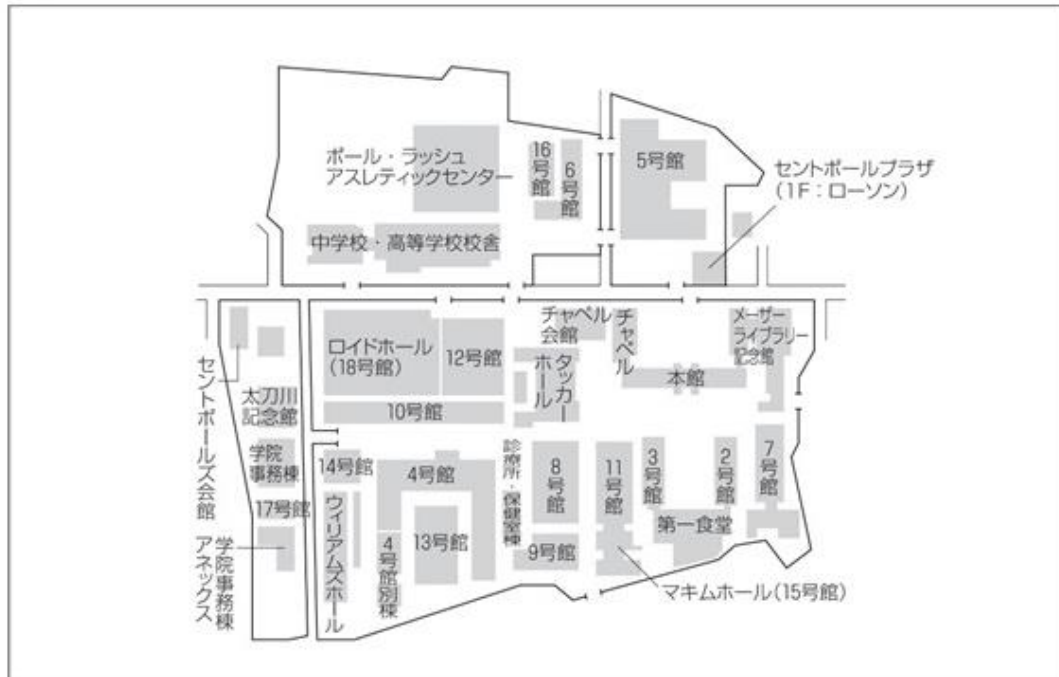 ポール・ラッシュ
アスレティックセンター
16号館
6号館
5号館
セントポールプラザ
(1F:ローソン)
中学校・高等学校校舎
ロイドホール
(18号館)
12号館
チャペル
会館
チャペル
メーザー
ライブラリー
記念館
タッカー
ホール
本館
10号館
セントポールズ会館
太刀川
記念館
学院
事務棟
17号館
学院事務棟
アネックス
14号館
ウィリアムズホール
4号館
4号館別棟
13号館
診療所・保健室棟
8号館
9号館
11号館
3号館
2号館
7号館
第一食堂
マキムホール(15号館)